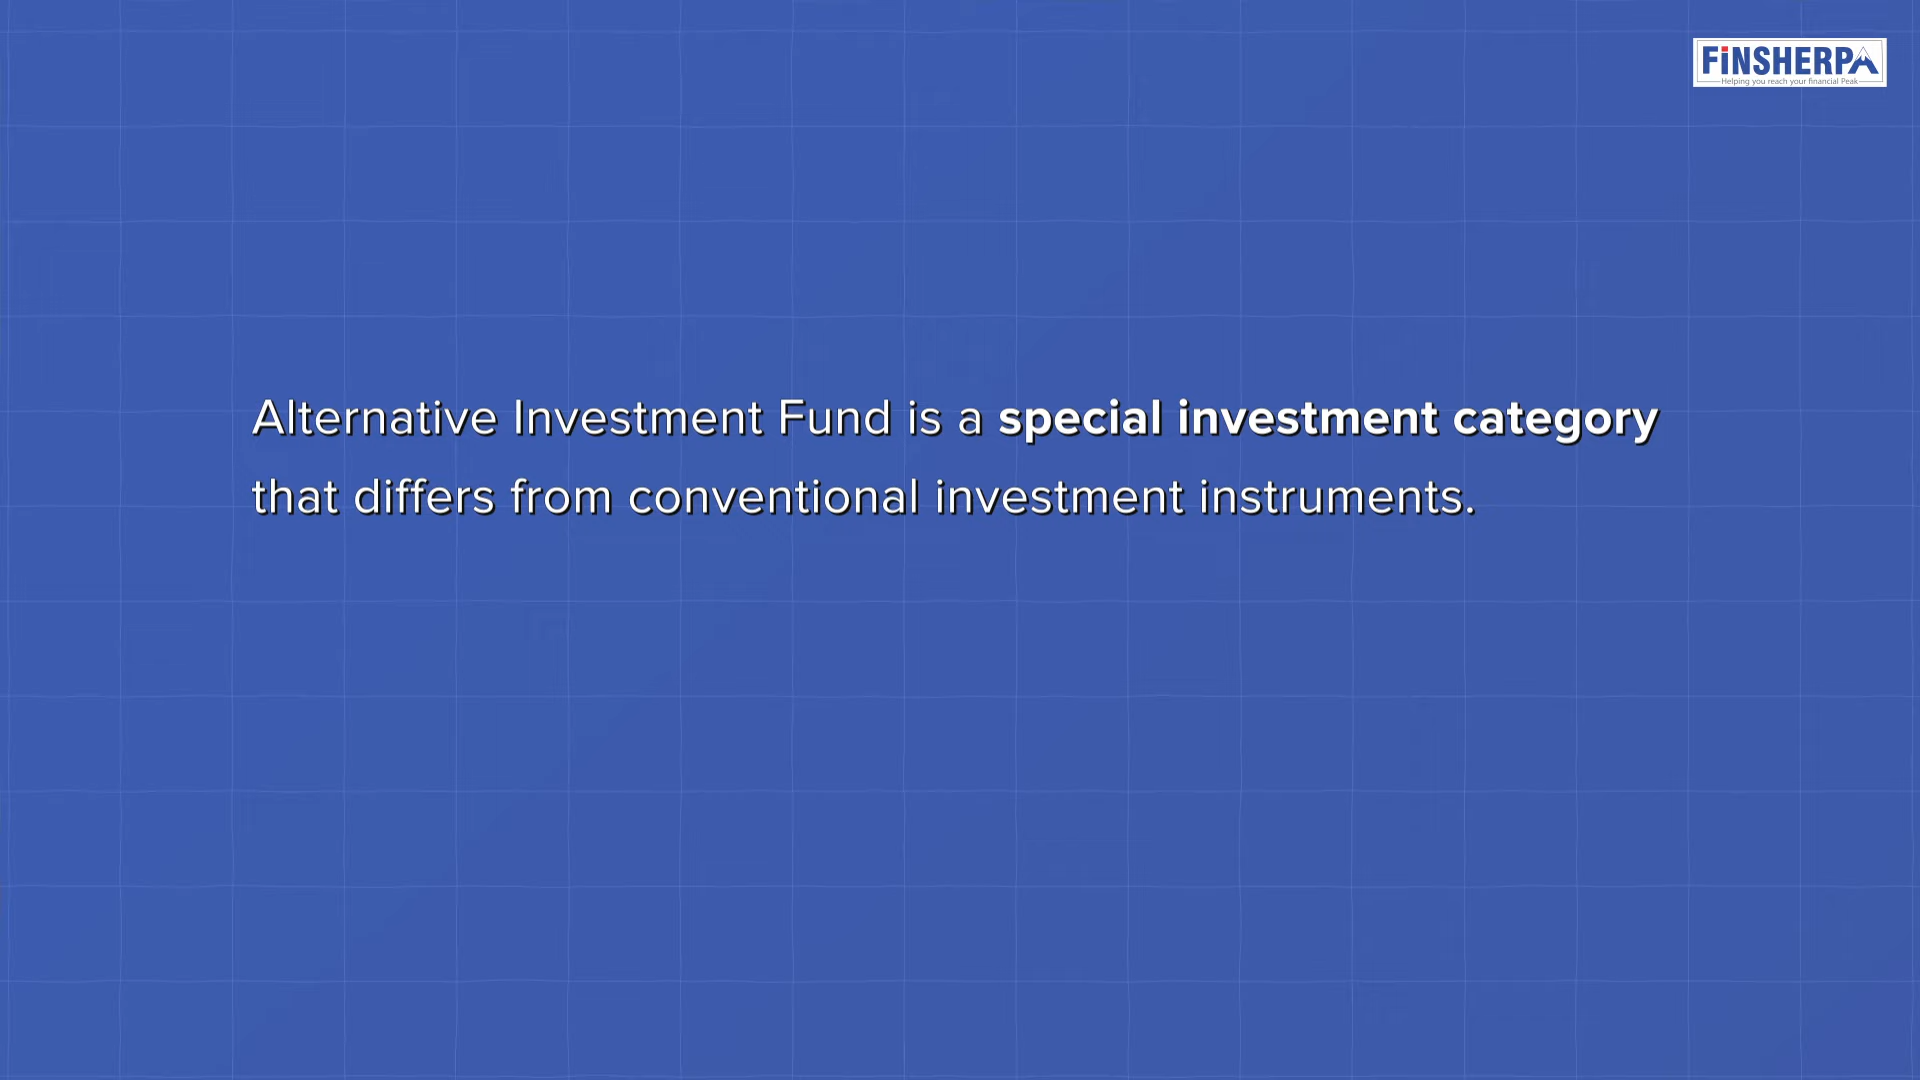 FiNSHERPA
Helping you reach your financial Peak
Alternative Investment Fund is a special investment category
that differs from conventional investment instruments.